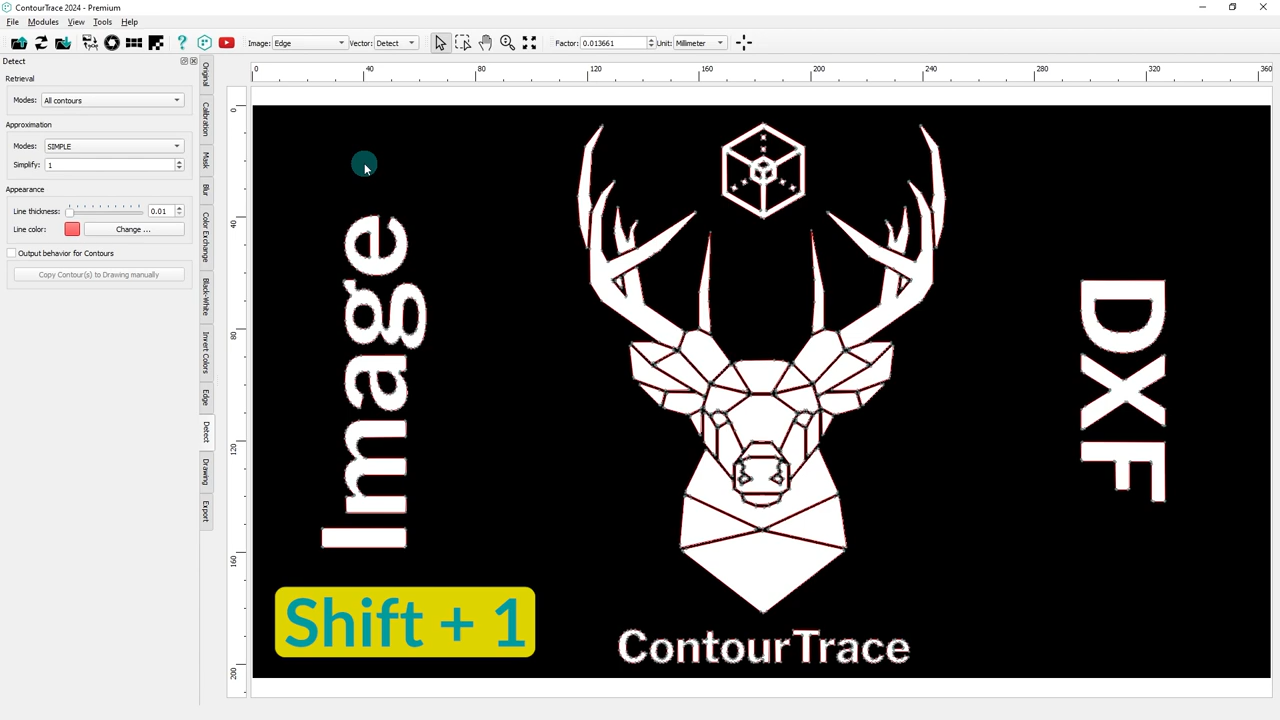 ContourTrace 2024 - Premium
File Modules View Tools Help
Image: Edge Vector: Detect Factor: 0.013661 Unit: Millimeter
Detect
Retrieval
Modes: All contours
Approximation
Modes: SIMPLE
Simplify: 1
Appearance
Line thickness: 0.01
Line color: Change ...
Output behavior for Contours
Copy Contour(s) to Drawing manually
Original
Calibration
Mask
Blur
Color Exchange
Black-White
Invert Colors
Edge
Detect
Drawing
Export
0 40 80 120 160 200 240 280 320 360
0
40
80
120
160
200
Image
DXF
Shift + 1
ContourTrace